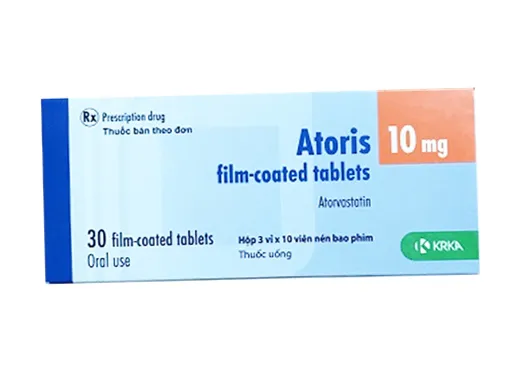 Rx Prescription drug
Thuốc bán theo đơn
Atoris 10 mg
film-coated tablets
Atorvastatin
30 film-coated tablets
Oral use
Hộp 3 vỉ x 10 viên nén bao phim
Thuốc uống
KRKA